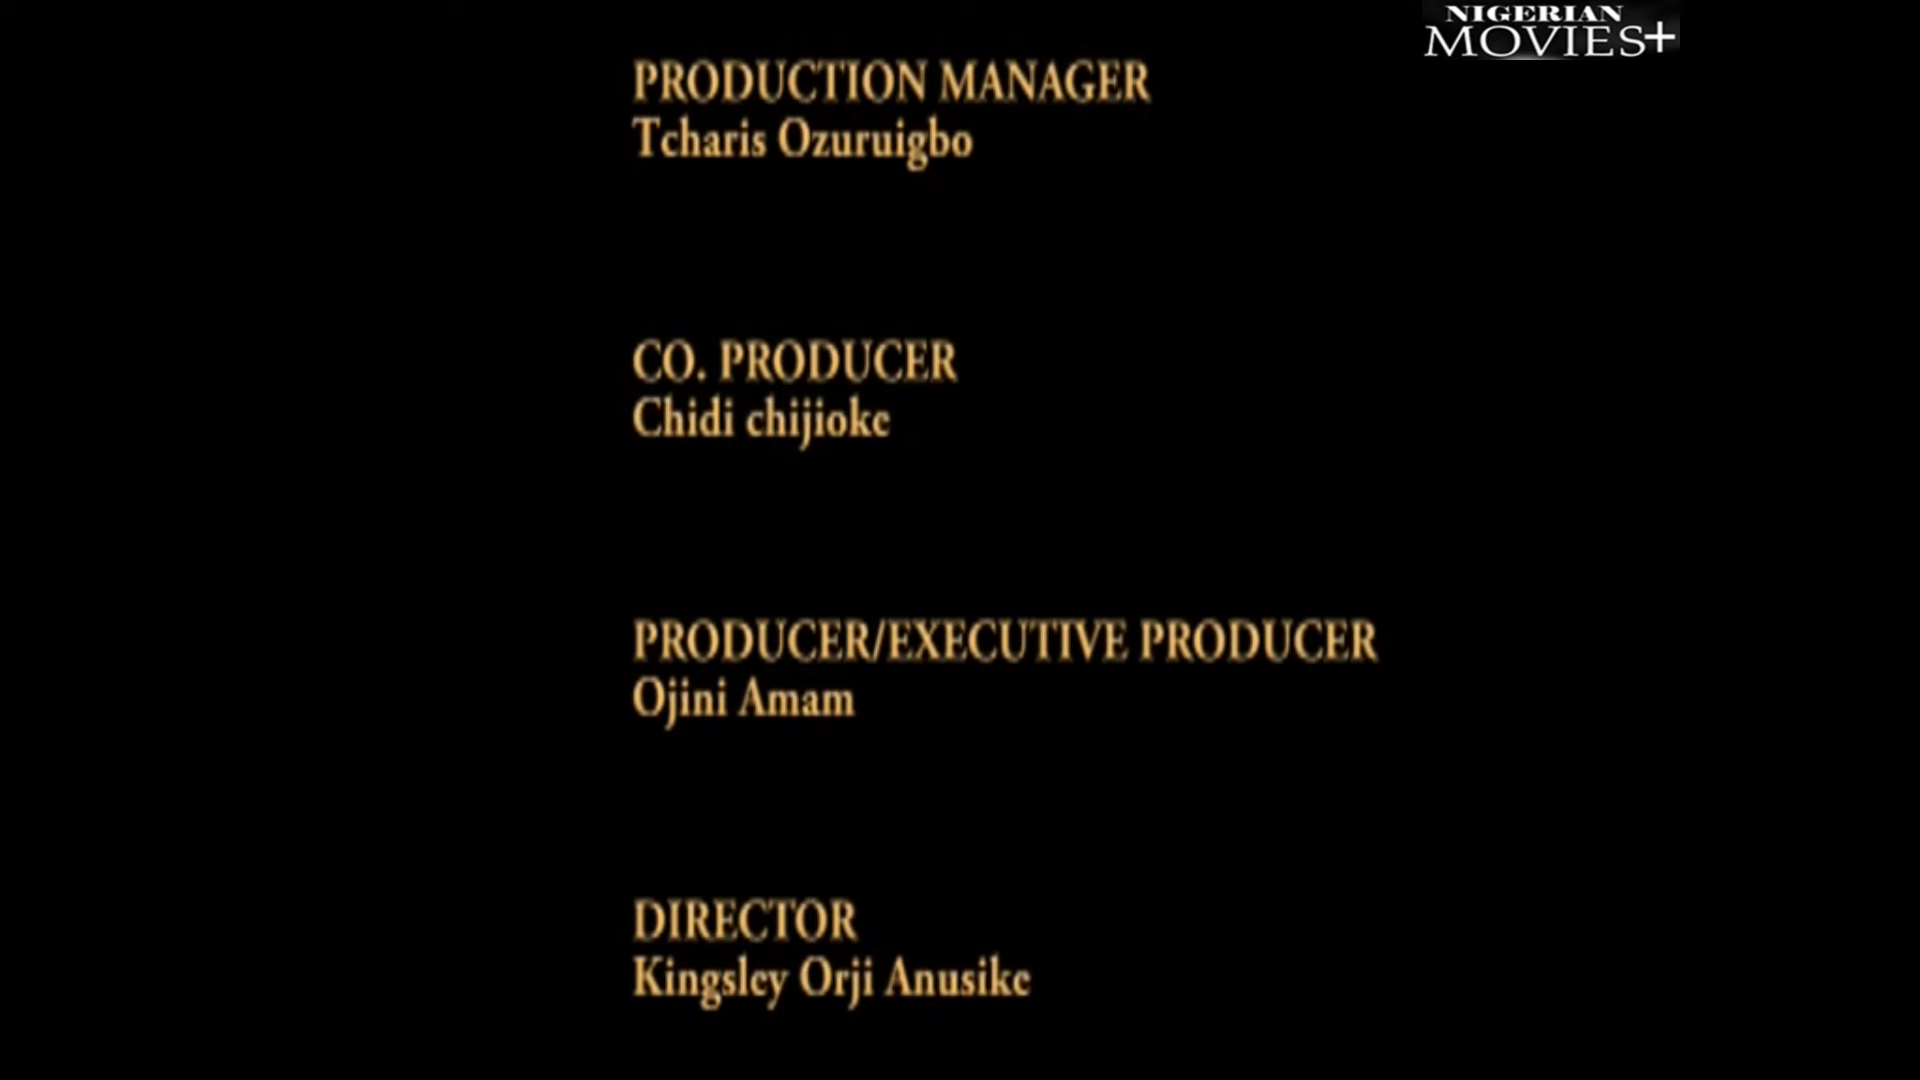 NIGERIAN
MOVIES+
PRODUCTION MANAGER
Tcharis Ozuruigbo
CO. PRODUCER
Chidi chijioke
PRODUCER/EXECUTIVE PRODUCER
Ojini Amam
DIRECTOR
Kingsley Orji Anusike